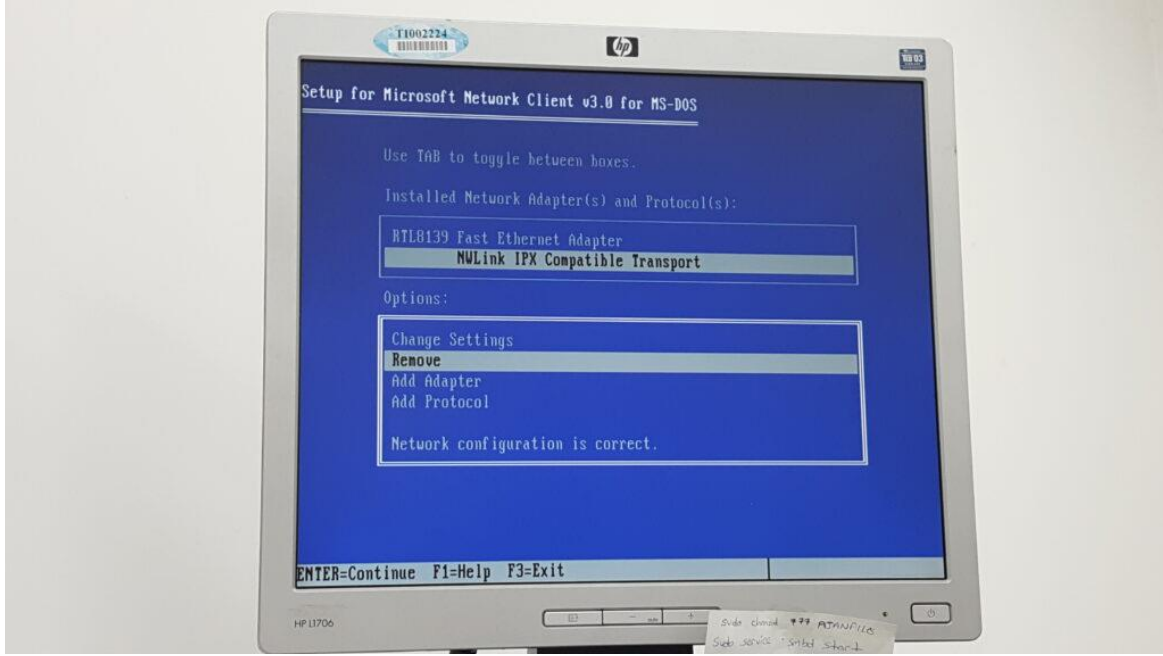 T1002224
hp
Setup for Microsoft Network Client v3.0 for MS-DOS
Use TAB to toggle between boxes.
Installed Network Adapter(s) and Protocol(s):
RTL8139 Fast Ethernet Adapter
NWLink IPX Compatible Transport
Options:
Change Settings
Remove
Add Adapter
Add Protocol
Network configuration is correct.
ENTER=Continue F1=Help F3=Exit
HP L1706
sudo chmod 777
sudo service smbd start